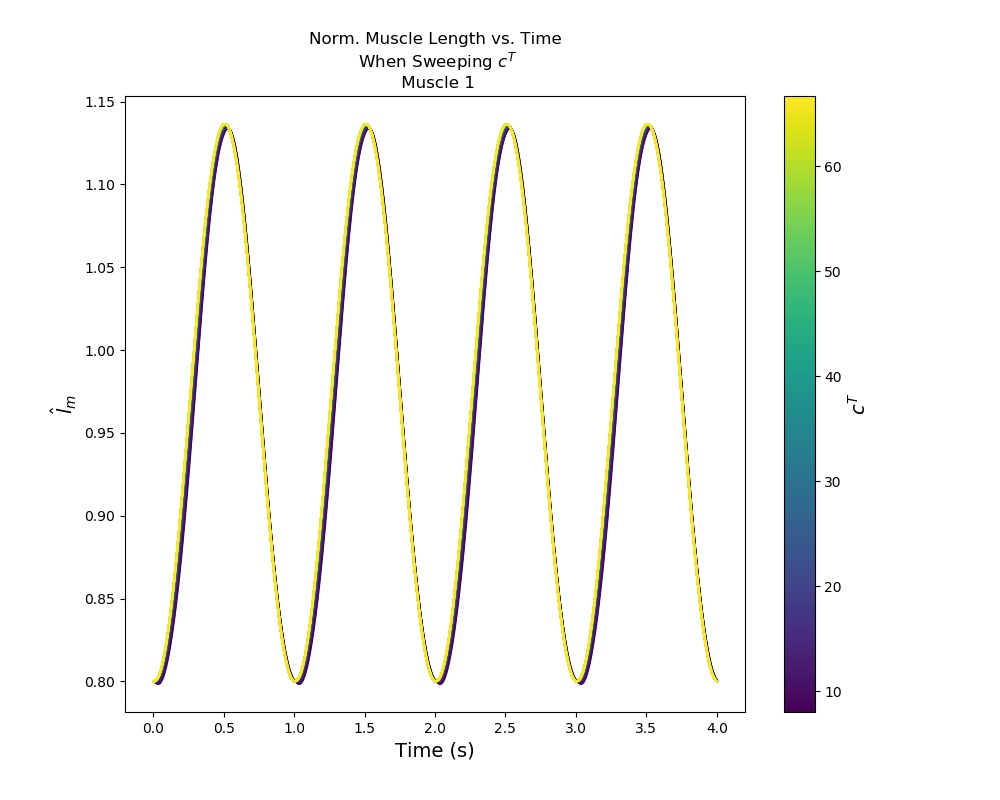 Norm. Muscle Length vs. Time
When Sweeping $c^T$
Muscle 1
1.15
1.10
1.05
1.00
0.95
0.90
0.85
0.80
$\hat{l}_m$
0.0 0.5 1.0 1.5 2.0 2.5 3.0 3.5 4.0
Time (s)
60
50
40
30
20
10
$c^T$